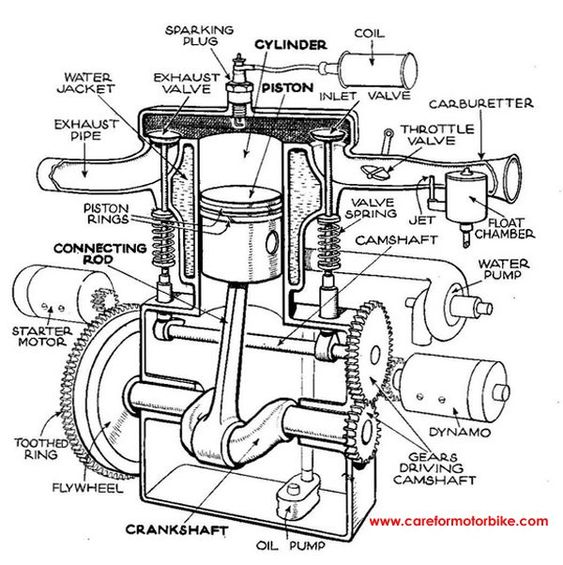 SPARKING
PLUG
CYLINDER
COIL
WATER
JACKET
EXHAUST
VALVE
PISTON
INLET VALVE
CARBURETTER
EXHAUST
PIPE
THROTTLE
VALVE
PISTON
RINGS
VALVE
SPRING
JET
FLOAT
CHAMBER
CONNECTING
ROD
CAMSHAFT
WATER
PUMP
STARTER
MOTOR
DYNAMO
TOOTHED
RING
GEARS
DRIVING
CAMSHAFT
FLYWHEEL
CRANKSHAFT
OIL PUMP
www.careformotorbike.com